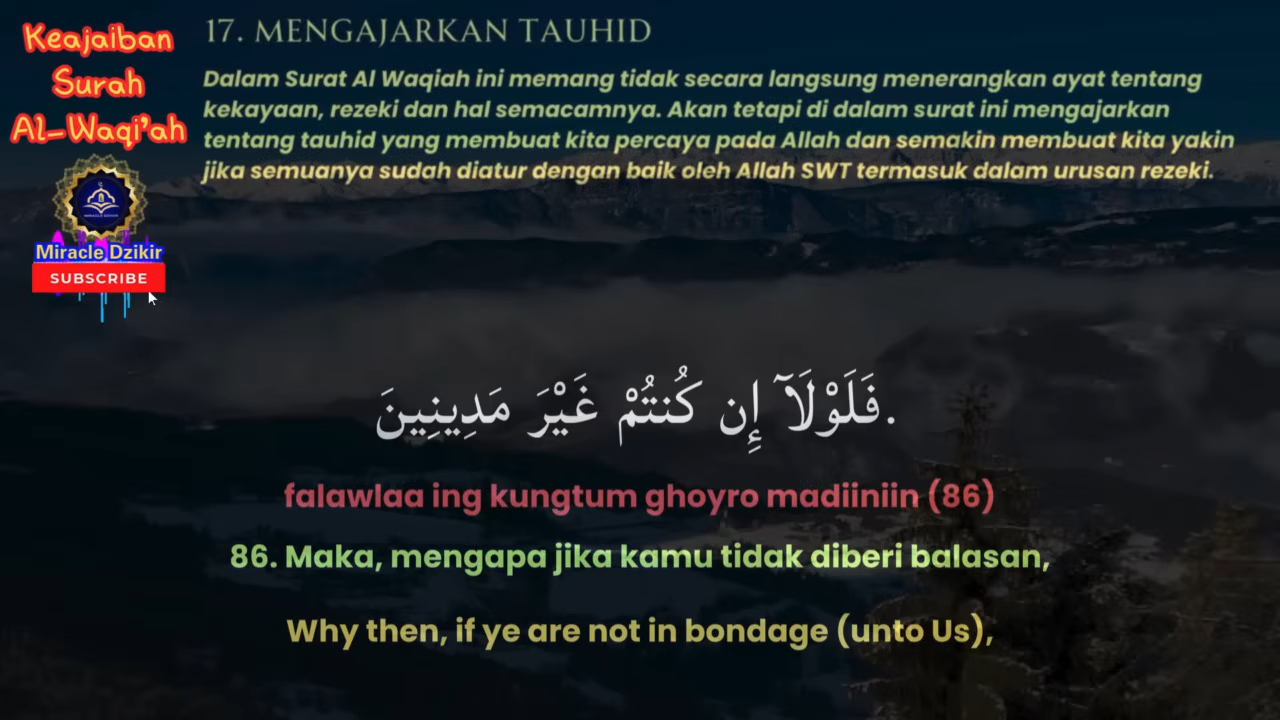 Keajaiban
Surah
Al-Waqi'ah
MIRACLE DZIKIR
Miracle Dzikir
SUBSCRIBE
17. MENGAJARKAN TAUHID
Dalam Surat Al Waqiah ini memang tidak secara langsung menerangkan ayat tentang
kekayaan, rezeki dan hal semacamnya. Akan tetapi di dalam surat ini mengajarkan
tentang tauhid yang membuat kita percaya pada Allah dan semakin membuat kita yakin
jika semuanya sudah diatur dengan baik oleh Allah SWT termasuk dalam urusan rezeki.
فَلَوْلَآ إِن كُنتُمْ غَيْرَ مَدِينِينَ.
falawlaa ing kungtum ghoyro madiiniin (86)
86. Maka, mengapa jika kamu tidak diberi balasan,
Why then, if ye are not in bondage (unto Us),